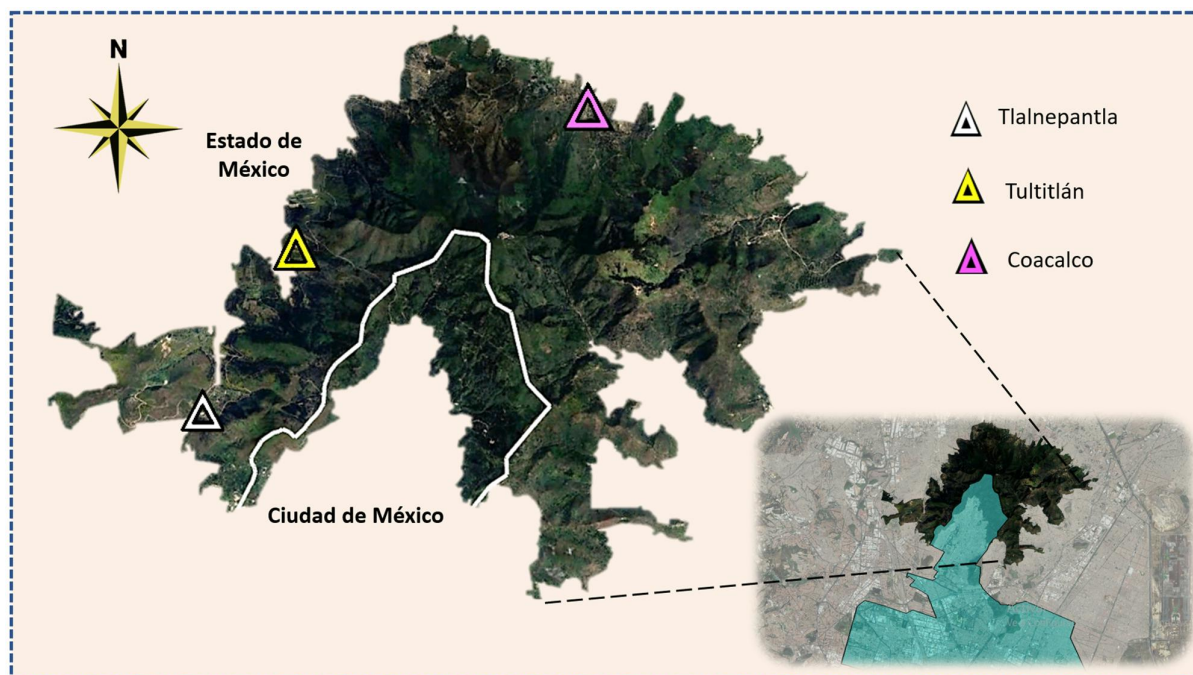 N
Estado de
México
Tlalnepantla
Tultitlán
Coacalco
Ciudad de México